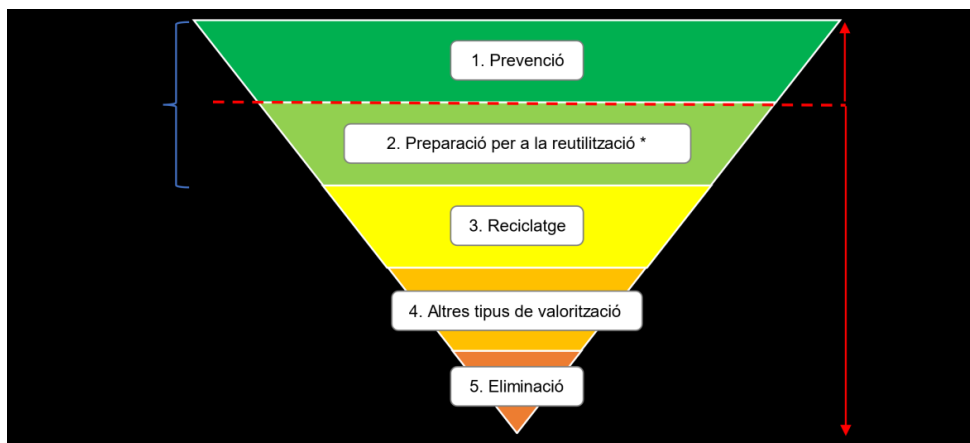 1. Prevenció
2. Preparació per a la reutilització *
3. Reciclatge
4. Altres tipus de valorització
5. Eliminació